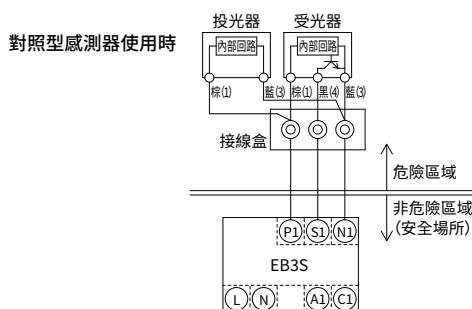 對照型感測器使用時
投光器 受光器
內部回路 內部回路
棕(1) 藍(3) 棕(1) 黑(4) 藍(3)
接線盒
危險區域
非危險區域
(安全場所)
P1 S1 N1
EB3S
L N A1 C1